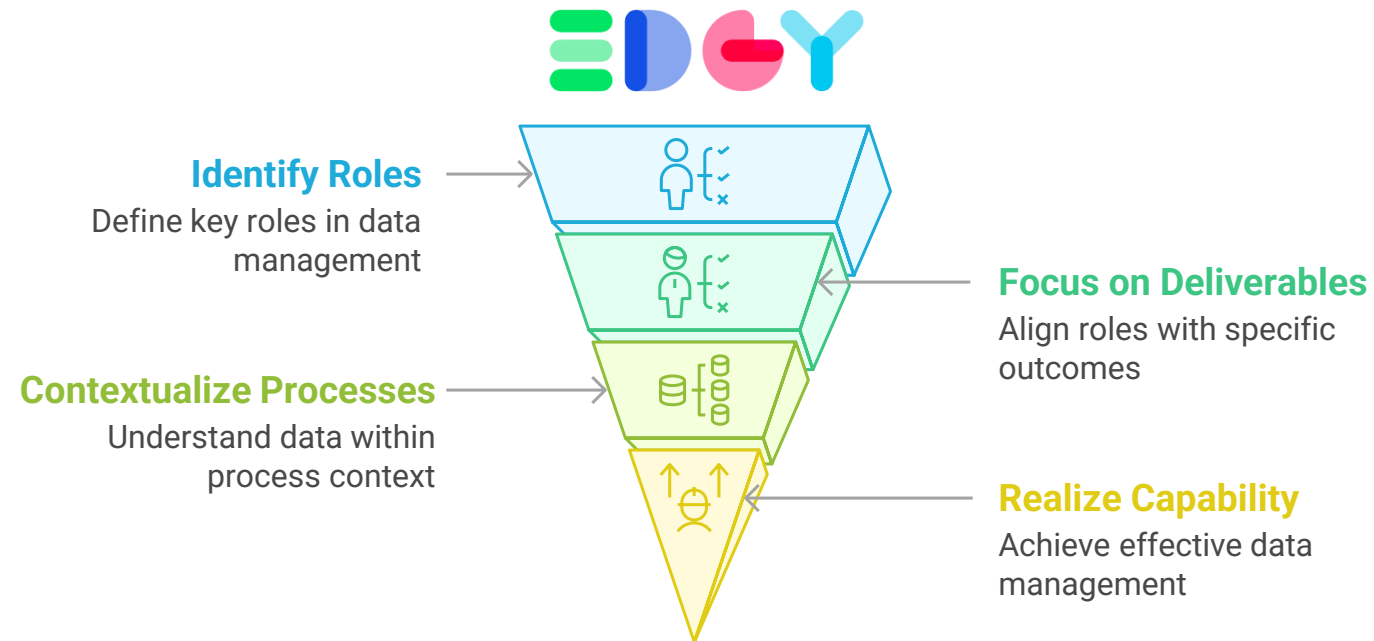 EDGY
Identify Roles
Define key roles in data
management
Focus on Deliverables
Align roles with specific
outcomes
Contextualize Processes
Understand data within
process context
Realize Capability
Achieve effective data
management